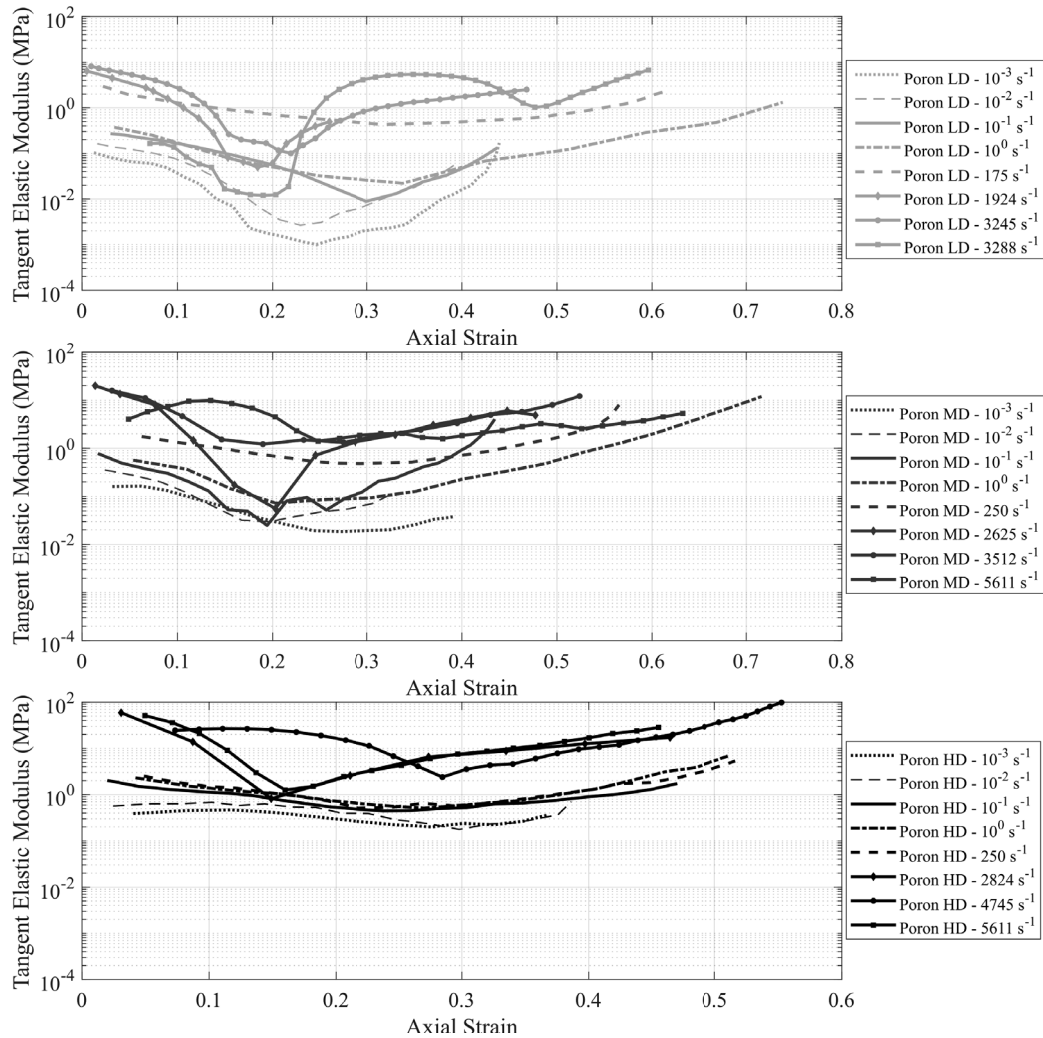 Tangent Elastic Modulus (MPa)
10^2
10^0
10^-2
10^-4
0 0.1 0.2 0.3 0.4 0.5 0.6 0.7 0.8
Axial Strain
Poron LD - 10^-3 s^-1
Poron LD - 10^-2 s^-1
Poron LD - 10^-1 s^-1
Poron LD - 10^0 s^-1
Poron LD - 175 s^-1
Poron LD - 1924 s^-1
Poron LD - 3245 s^-1
Poron LD - 3288 s^-1
Tangent Elastic Modulus (MPa)
10^2
10^0
10^-2
10^-4
0 0.1 0.2 0.3 0.4 0.5 0.6 0.7 0.8
Axial Strain
Poron MD - 10^-3 s^-1
Poron MD - 10^-2 s^-1
Poron MD - 10^-1 s^-1
Poron MD - 10^0 s^-1
Poron MD - 250 s^-1
Poron MD - 2625 s^-1
Poron MD - 3512 s^-1
Poron MD - 5611 s^-1
Tangent Elastic Modulus (MPa)
10^2
10^0
10^-2
10^-4
0 0.1 0.2 0.3 0.4 0.5 0.6
Axial Strain
Poron HD - 10^-3 s^-1
Poron HD - 10^-2 s^-1
Poron HD - 10^-1 s^-1
Poron HD - 10^0 s^-1
Poron HD - 250 s^-1
Poron HD - 2824 s^-1
Poron HD - 4745 s^-1
Poron HD - 5611 s^-1